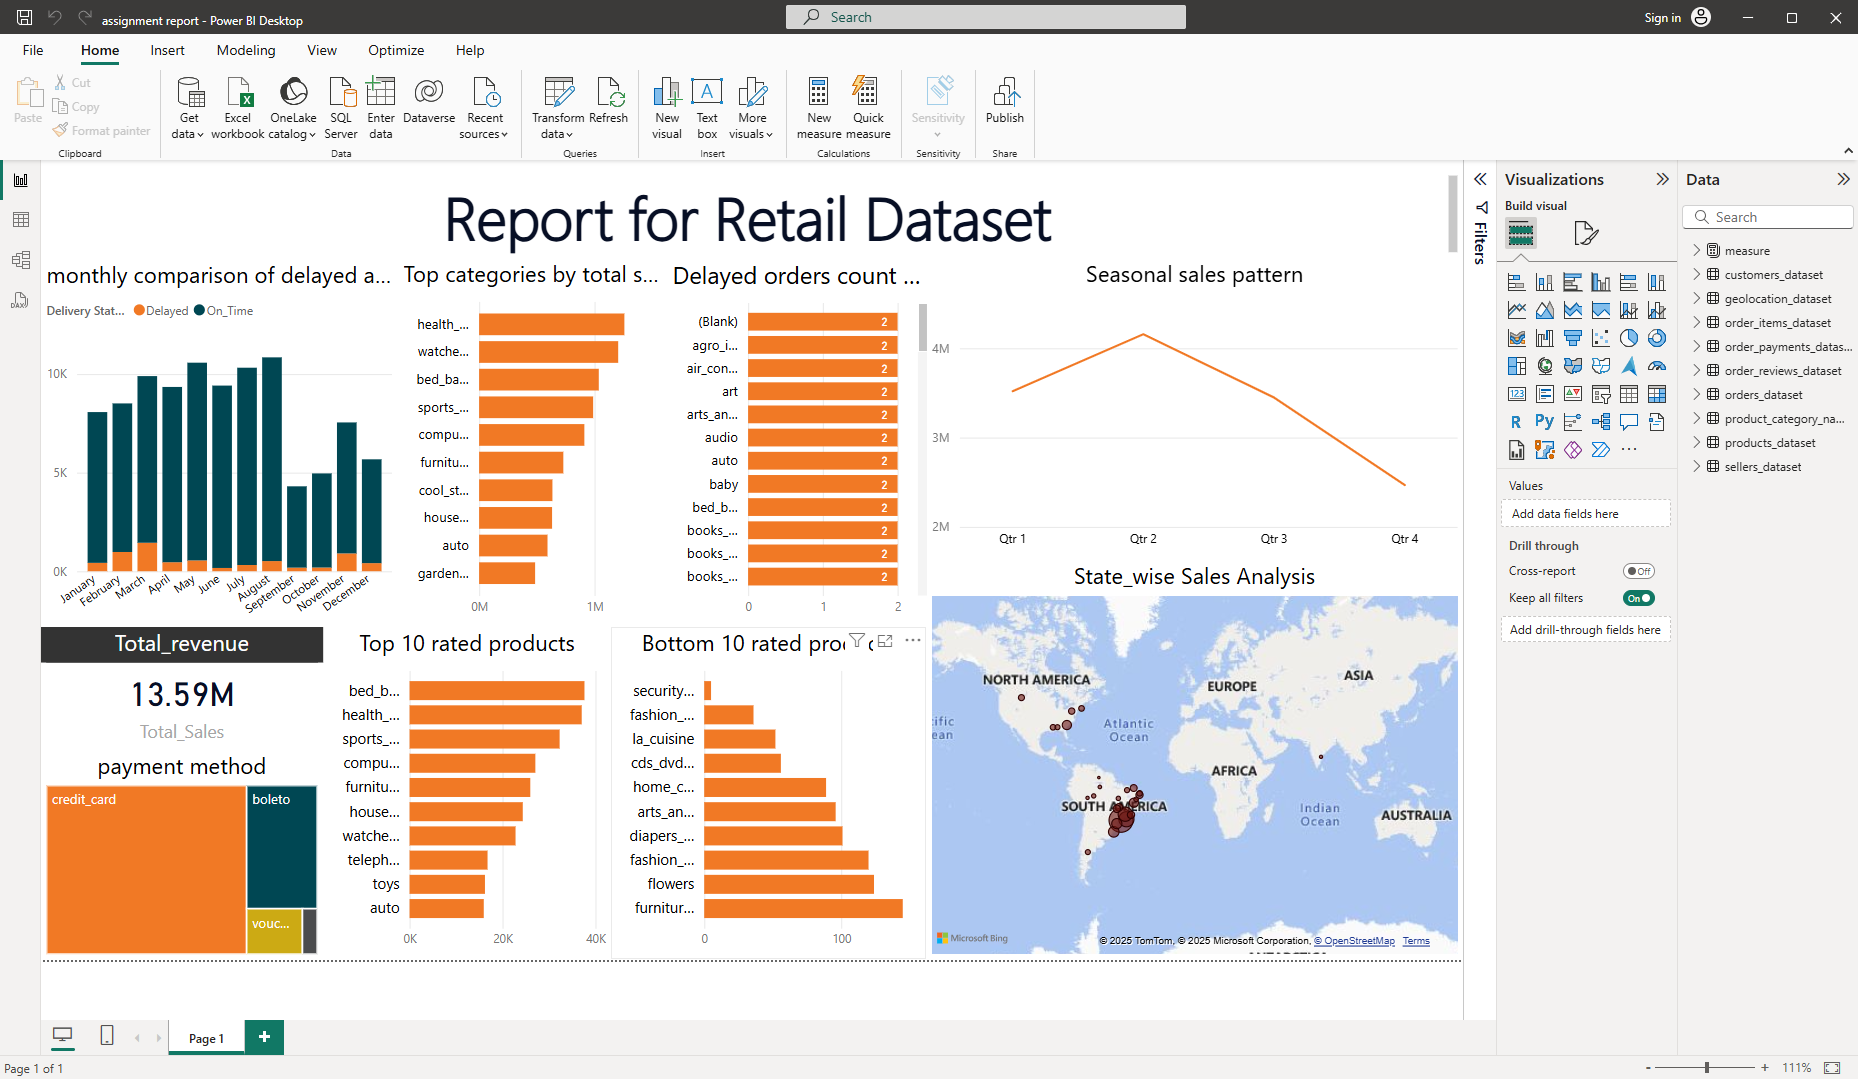 assignment report - Power BI Desktop
Search
Sign in
File
Home
Insert
Modeling
View
Optimize
Help
Paste
Cut
Copy
Format painter
Clipboard
Get data
Excel workbook
OneLake catalog
SQL Server
Enter data
Dataverse
Recent sources
Data
Transform data
Refresh
Queries
New visual
Text box
More visuals
Insert
New measure
Quick measure
Calculations
Sensitivity
Sensitivity
Publish
Share
Report for Retail Dataset
monthly comparison of delayed a...
Delivery Stat...
Delayed
On_Time
10K
5K
0K
January
February
March
April
May
June
July
August
September
October
November
December
Top categories by total s...
health_...
watche...
bed_ba...
sports_...
compu...
furnitu...
cool_st...
house...
auto
garden...
0M
1M
Delayed orders count ...
(Blank) 2
agro_i... 2
air_con... 2
art 2
arts_an... 2
audio 2
auto 2
baby 2
bed_b... 2
books_... 2
books_... 2
books_... 2
0
1
2
Seasonal sales pattern
4M
3M
2M
Qtr 1
Qtr 2
Qtr 3
Qtr 4
State_wise Sales Analysis
NORTH AMERICA
EUROPE
ASIA
Atlantic Ocean
cific
ean
AFRICA
SOUTH AMERICA
Indian Ocean
AUSTRALIA
Microsoft Bing
© 2025 TomTom, © 2025 Microsoft Corporation, © OpenStreetMap Terms
Total_revenue
13.59M
Total_Sales
payment method
credit_card
boleto
vouc...
Top 10 rated products
bed_b...
health_...
sports_...
compu...
furnitu...
house...
watche...
teleph...
toys
auto
0K
20K
40K
Bottom 10 rated pro
security...
fashion_...
la_cuisine
cds_dvd...
home_c...
arts_an...
diapers_...
fashion_...
flowers
furnitur...
0
100
Filters
Visualizations
Build visual
123
R
Py
Values
Add data fields here
Drill through
Cross-report
Off
Keep all filters
On
Add drill-through fields here
Data
Search
measure
customers_dataset
geolocation_dataset
order_items_dataset
order_payments_datas...
order_reviews_dataset
orders_dataset
product_category_na...
products_dataset
sellers_dataset
Page 1
Page 1 of 1
111%